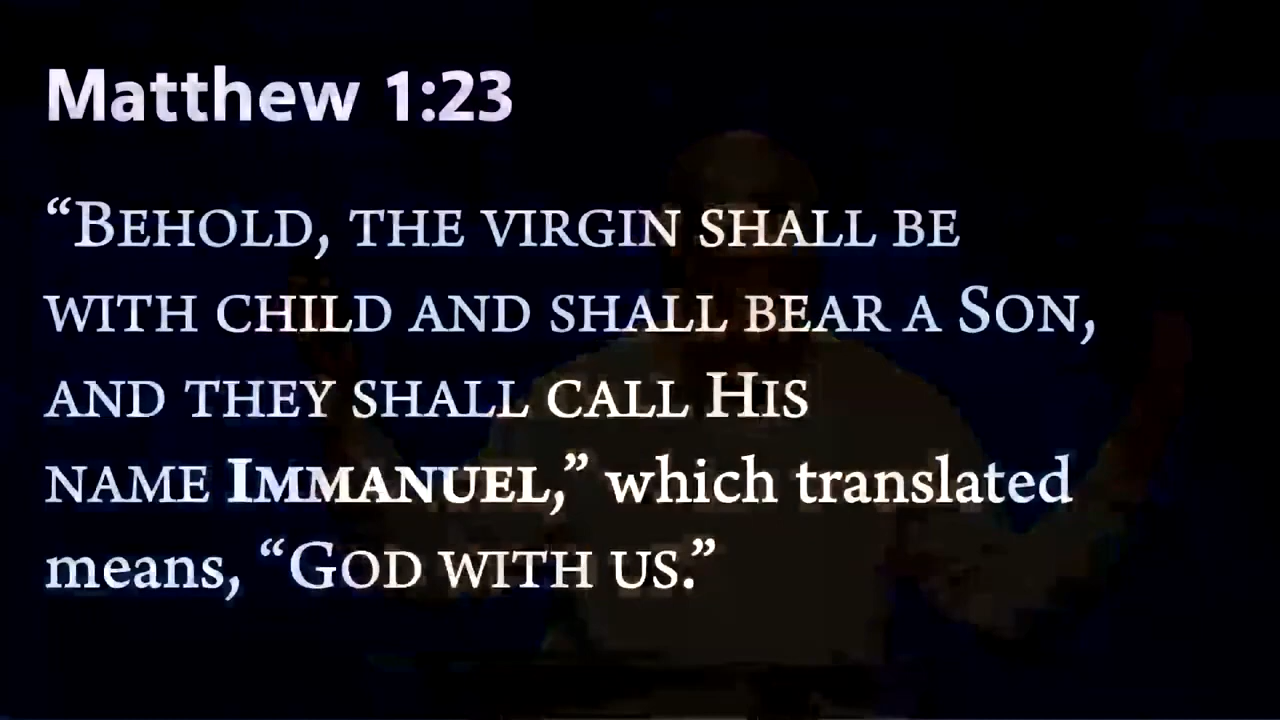 Matthew 1:23
“BEHOLD, THE VIRGIN SHALL BE
WITH CHILD AND SHALL BEAR A SON,
AND THEY SHALL CALL HIS
NAME IMMANUEL,” which translated
means, “GOD WITH US.”